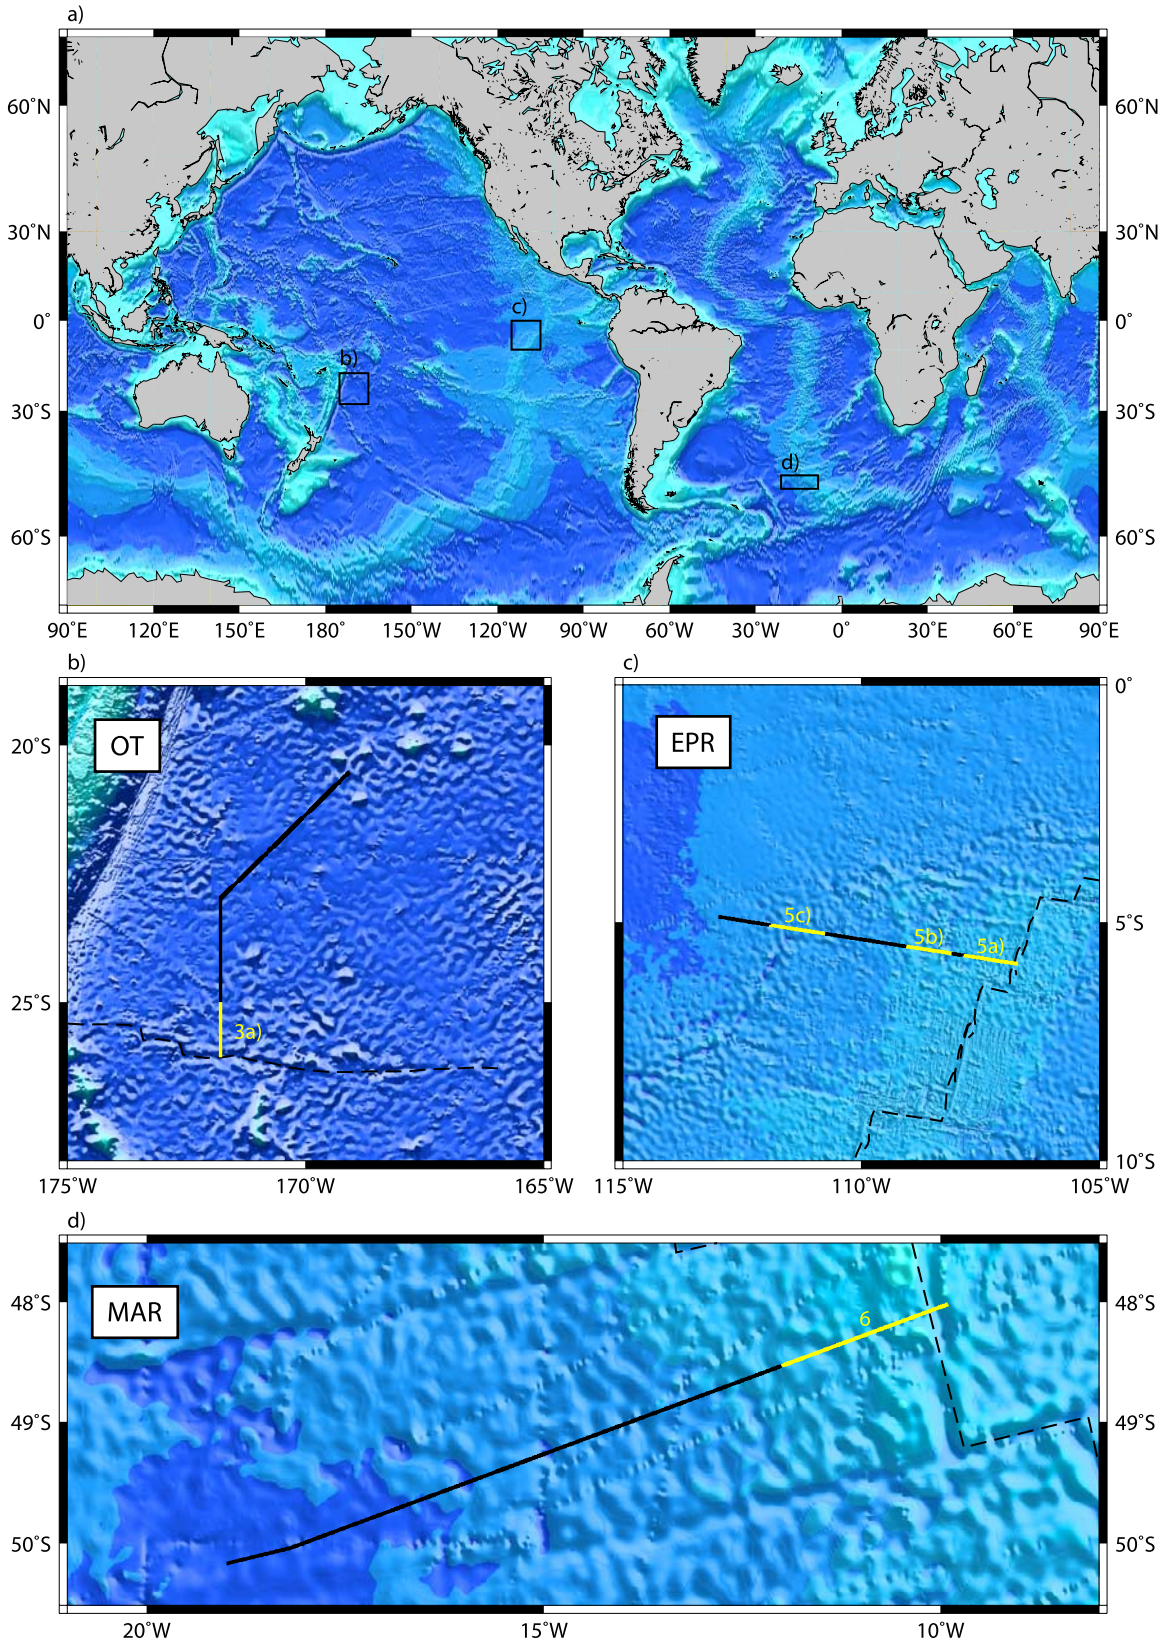 a)
60°N
60°N
30°N
30°N
c)
0°
0°
b)
30°S
30°S
d)
60°S
60°S
90°E 120°E 150°E 180° 150°W 120°W 90°W 60°W 30°W 0° 30°E 60°E 90°E
b)
c)
OT
20°S
25°S
3a)
175°W 170°W 165°W
EPR
0°
5c)
5b)
5a)
5°S
10°S
115°W 110°W 105°W
d)
MAR
48°S
48°S
6
49°S
49°S
50°S
50°S
20°W 15°W 10°W